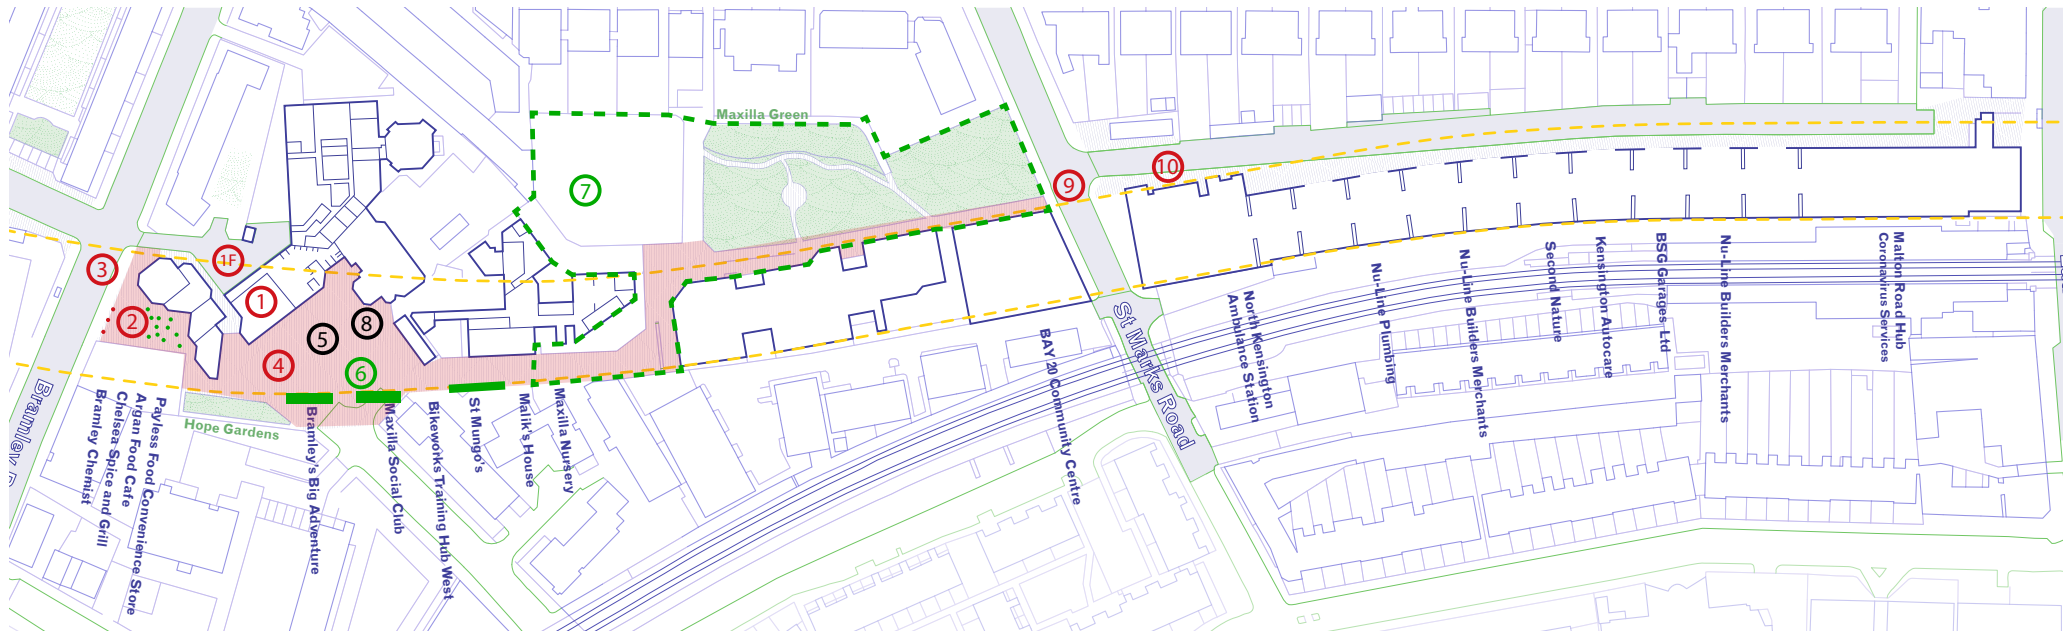 Maxilla Green
7
10
9
1F
3
1
2
8
5
4
6
Hope Gardens
Bramley
Payless Food Convenience Store
Argan Food Cafe
Chelsea Spice and Grill
Bramley Chemist
Bramley's Big Adventure
Maxilla Social Club
Bikeworks Training Hub West
St Mungo's
Malik's House
Maxilla Nursery
BAY 20 Community Centre
St Marks Road
North Kensington
Ambulance Station
Nu-Line Plumbing
Nu-Line Builders Merchants
Second Nature
Kensington Autocare
BSG Garages Ltd
Nu-Line Builders Merchants
Malton Road Hub
Coronavirus Services